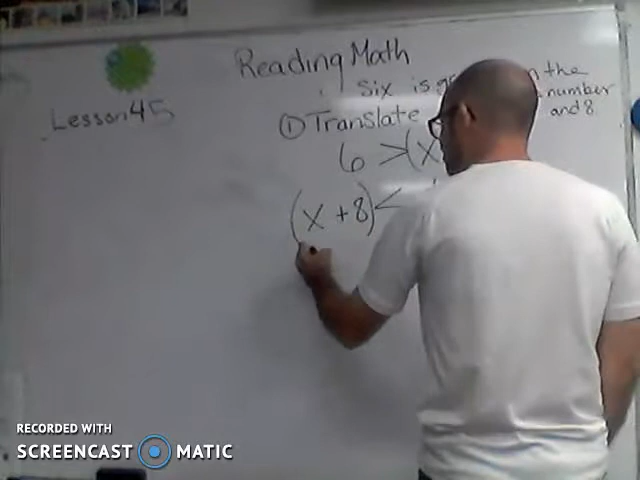 Reading Math
Six is the
Lesson 45
number
① Translate and 8
6 > (x
(x + 8) <
RECORDED WITH
SCREENCAST MATIC